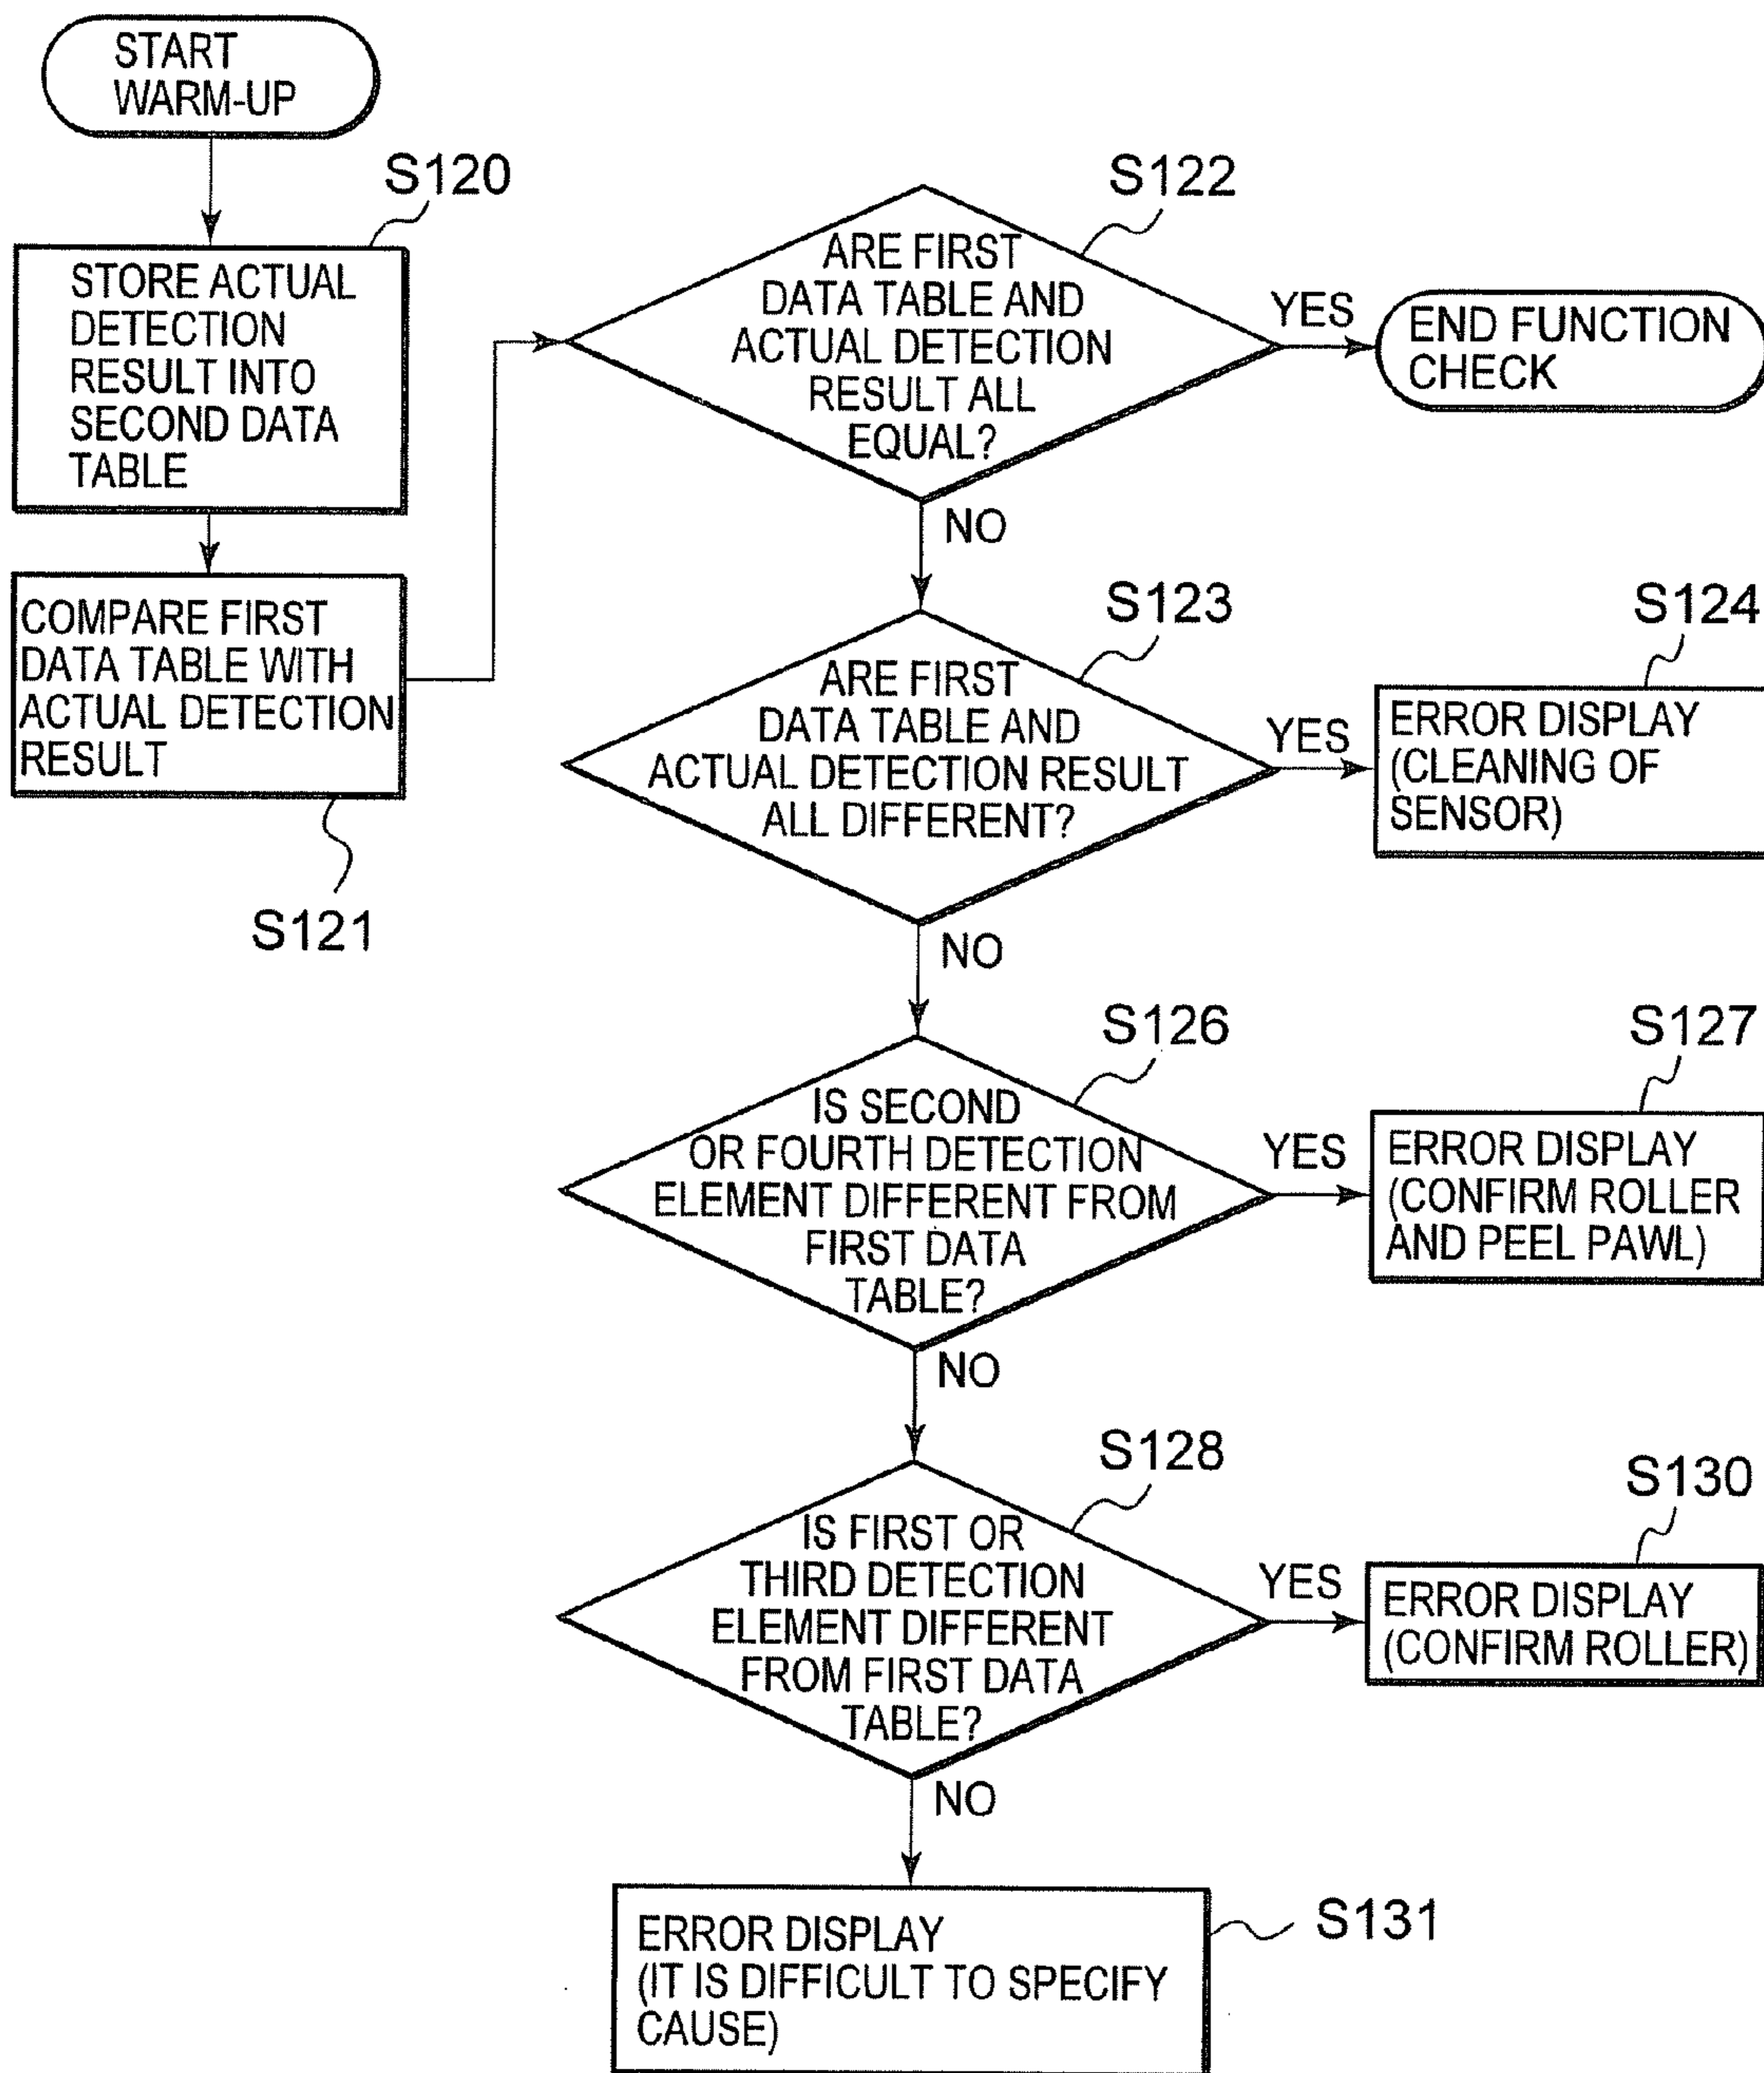 START
WARM-UP
S120
STORE ACTUAL
DETECTION
RESULT INTO
SECOND DATA
TABLE
COMPARE FIRST
DATA TABLE WITH
ACTUAL DETECTION
RESULT
S121
S122
ARE FIRST
DATA TABLE AND
ACTUAL DETECTION
RESULT ALL
EQUAL?
YES
END FUNCTION
CHECK
NO
S123
ARE FIRST
DATA TABLE AND
ACTUAL DETECTION RESULT
ALL DIFFERENT?
YES
S124
ERROR DISPLAY
(CLEANING OF
SENSOR)
NO
S126
IS SECOND
OR FOURTH DETECTION
ELEMENT DIFFERENT FROM
FIRST DATA
TABLE?
YES
S127
ERROR DISPLAY
(CONFIRM ROLLER
AND PEEL PAWL)
NO
S128
IS FIRST OR
THIRD DETECTION
ELEMENT DIFFERENT
FROM FIRST DATA
TABLE?
YES
S130
ERROR DISPLAY
(CONFIRM ROLLER)
NO
ERROR DISPLAY
(IT IS DIFFICULT TO SPECIFY
CAUSE)
S131